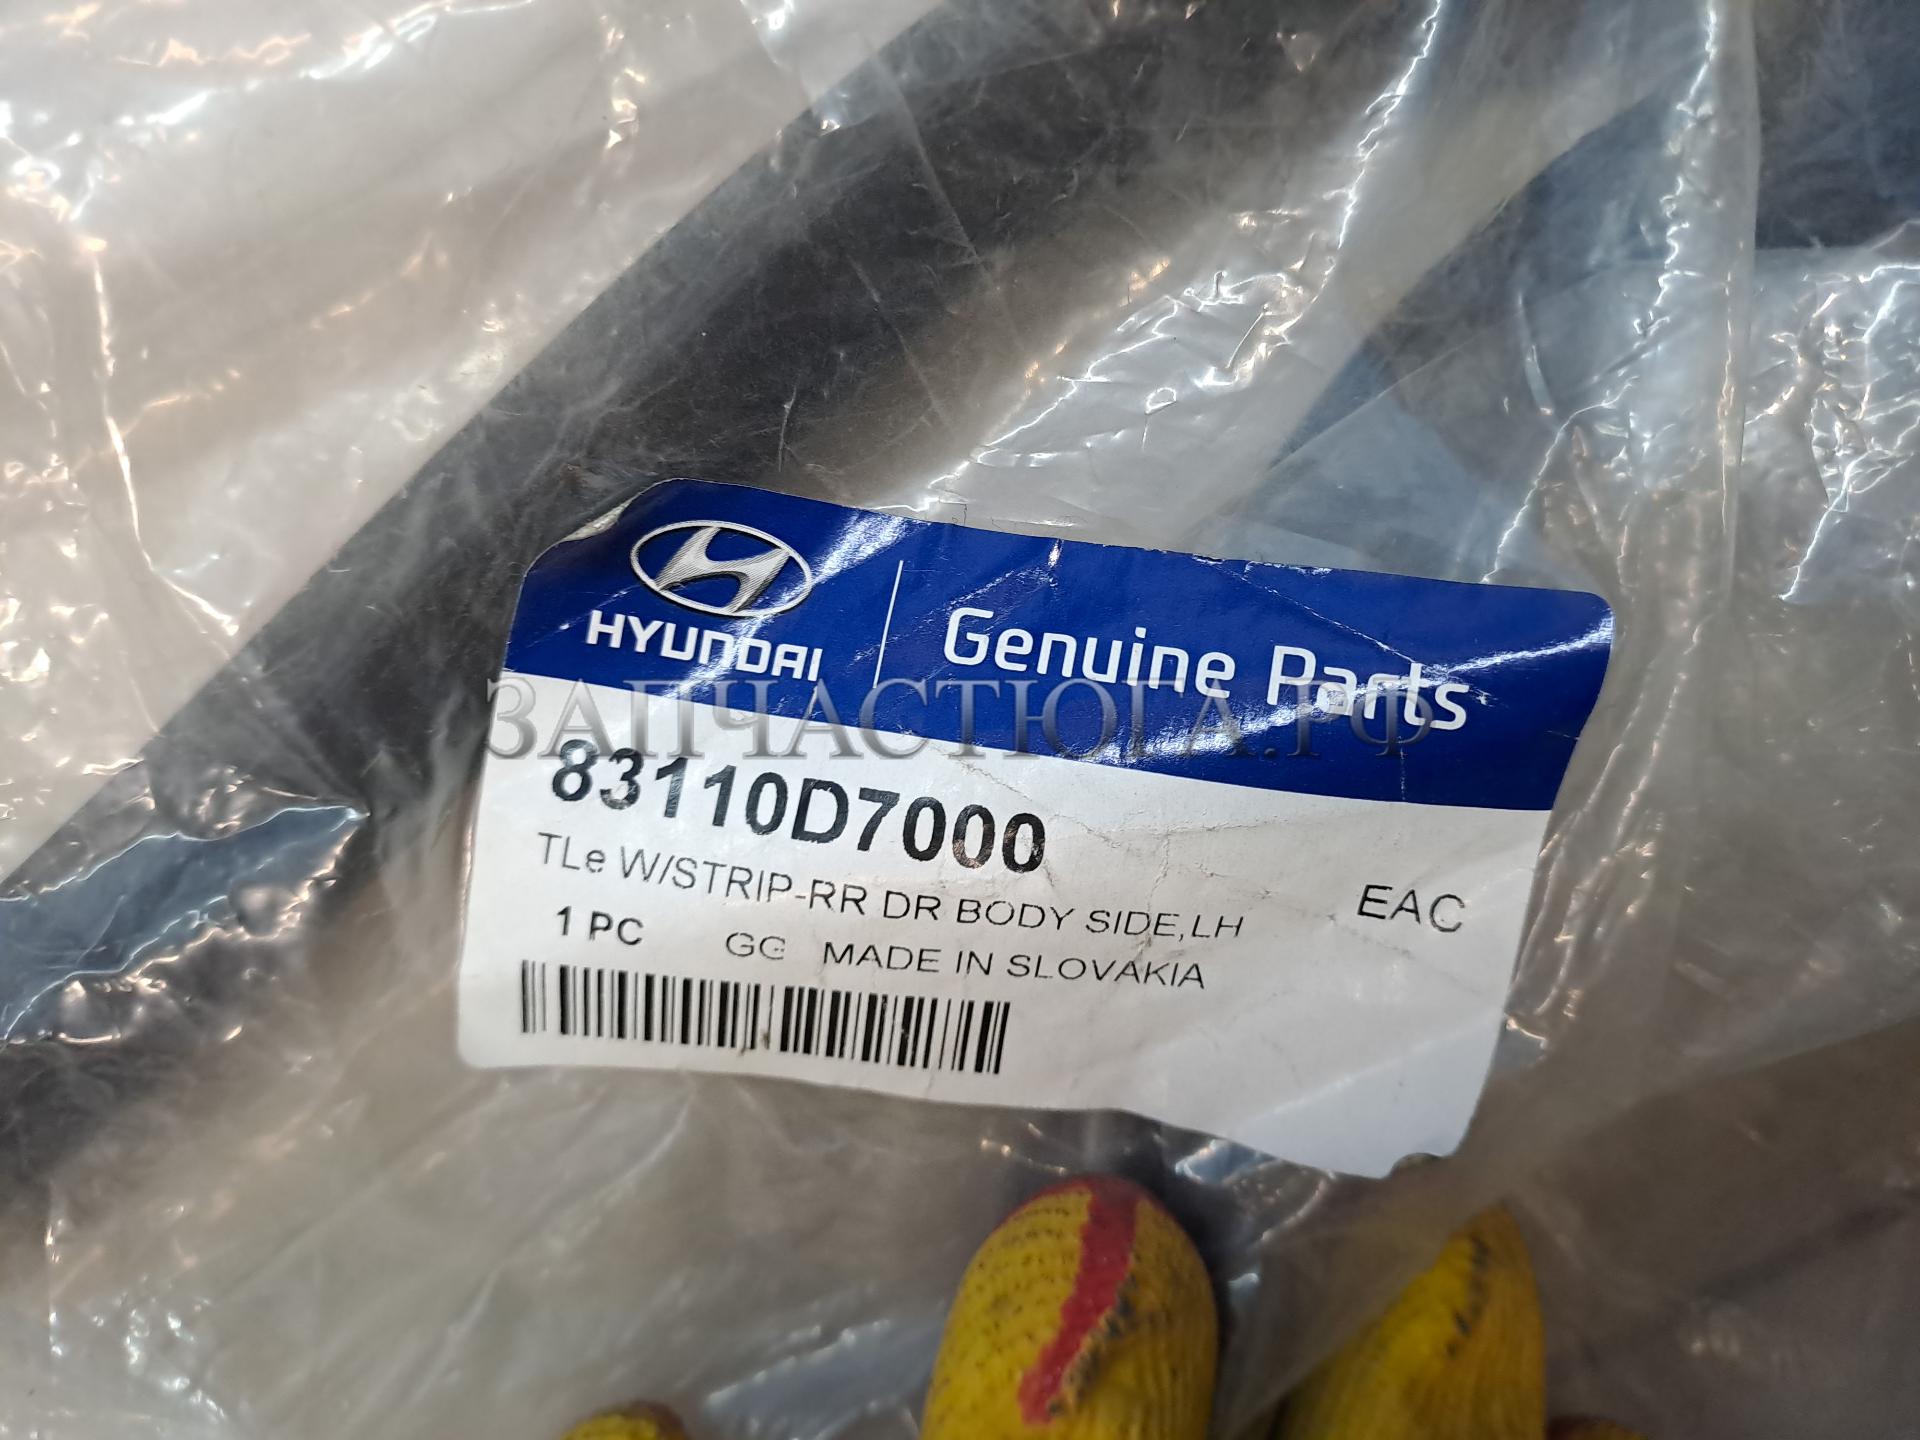 HYUNDAI
Genuine Parts
ЗАПЧАСТЮГА.РФ
83110D7000
TLe W/STRIP-RR DR BODY SIDE,LH
EAC
1 PC GG MADE IN SLOVAKIA